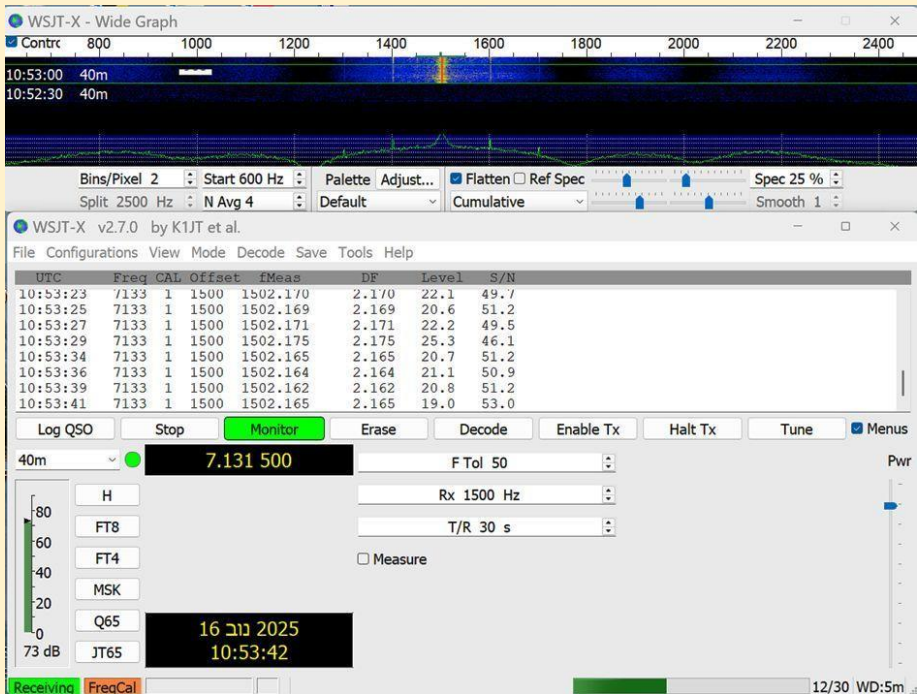 WSJT-X - Wide Graph
Contrc 800 1000 1200 1400 1600 1800 2000 2200 2400
10:53:00 40m
10:52:30 40m
Bins/Pixel 2 Start 600 Hz Palette Adjust... Flatten Ref Spec Spec 25 %
Split 2500 Hz N Avg 4 Default Cumulative Smooth 1
WSJT-X v2.7.0 by K1JT et al.
File Configurations View Mode Decode Save Tools Help
UTC Freq CAL Offset fMeas DF Level S/N
10:53:23 7133 1 1500 1502.170 2.170 22.1 49.7
10:53:25 7133 1 1500 1502.169 2.169 20.6 51.2
10:53:27 7133 1 1500 1502.171 2.171 22.2 49.5
10:53:29 7133 1 1500 1502.175 2.175 25.3 46.1
10:53:34 7133 1 1500 1502.165 2.165 20.7 51.2
10:53:36 7133 1 1500 1502.164 2.164 21.1 50.9
10:53:39 7133 1 1500 1502.162 2.162 20.8 51.2
10:53:41 7133 1 1500 1502.165 2.165 19.0 53.0
Log QSO Stop Monitor Erase Decode Enable Tx Halt Tx Tune Menus
40m 7.131 500 F Tol 50 Pwr
H Rx 1500 Hz
80
FT8 T/R 30 s
60
FT4 Measure
40
MSK
20
Q65 16 נוב 2025
0
73 dB JT65 10:53:42
Receiving FreqCal 12/30 WD:5m